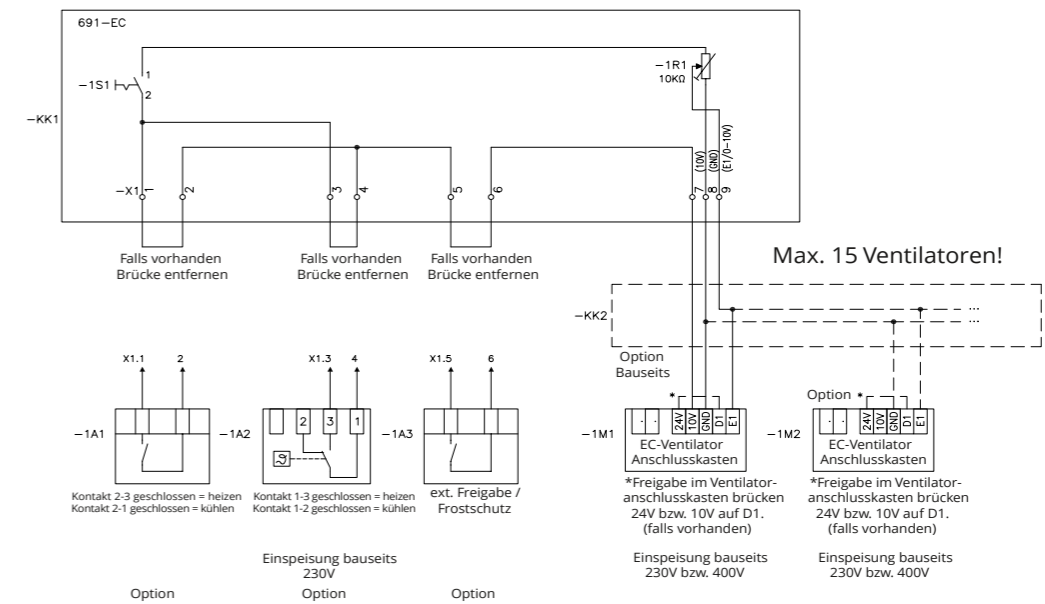 691-EC
-1S1
1
2
-1R1
10KΩ
-KK1
(10V)
(GND)
(E1/0-10V)
-X1
1
2
3
4
5
6
7
8
9
Falls vorhanden
Brücke entfernen
Falls vorhanden
Brücke entfernen
Falls vorhanden
Brücke entfernen
Max. 15 Ventilatoren!
-KK2
...
...
Option
Bauseits
X1.1 2
X1.3 4
X1.5 6
-1A1
-1A2
2 3 1
-1A3
Kontakt 2-3 geschlossen = heizen
Kontakt 2-1 geschlossen = kühlen
Kontakt 1-3 geschlossen = heizen
Kontakt 1-2 geschlossen = kühlen
ext. Freigabe /
Frostschutz
Einspeisung bauseits
230V
Option
Option
Option
*
-1M1
. . 24V 10V GND D1 E1
EC-Ventilator
Anschlusskasten
*Freigabe im Ventilator-
anschlusskasten brücken
24V bzw. 10V auf D1.
(falls vorhanden)
Einspeisung bauseits
230V bzw. 400V
Option *
-1M2
. . 24V 10V GND D1 E1
EC-Ventilator
Anschlusskasten
*Freigabe im Ventilator-
anschlusskasten brücken
24V bzw. 10V auf D1.
(falls vorhanden)
Einspeisung bauseits
230V bzw. 400V